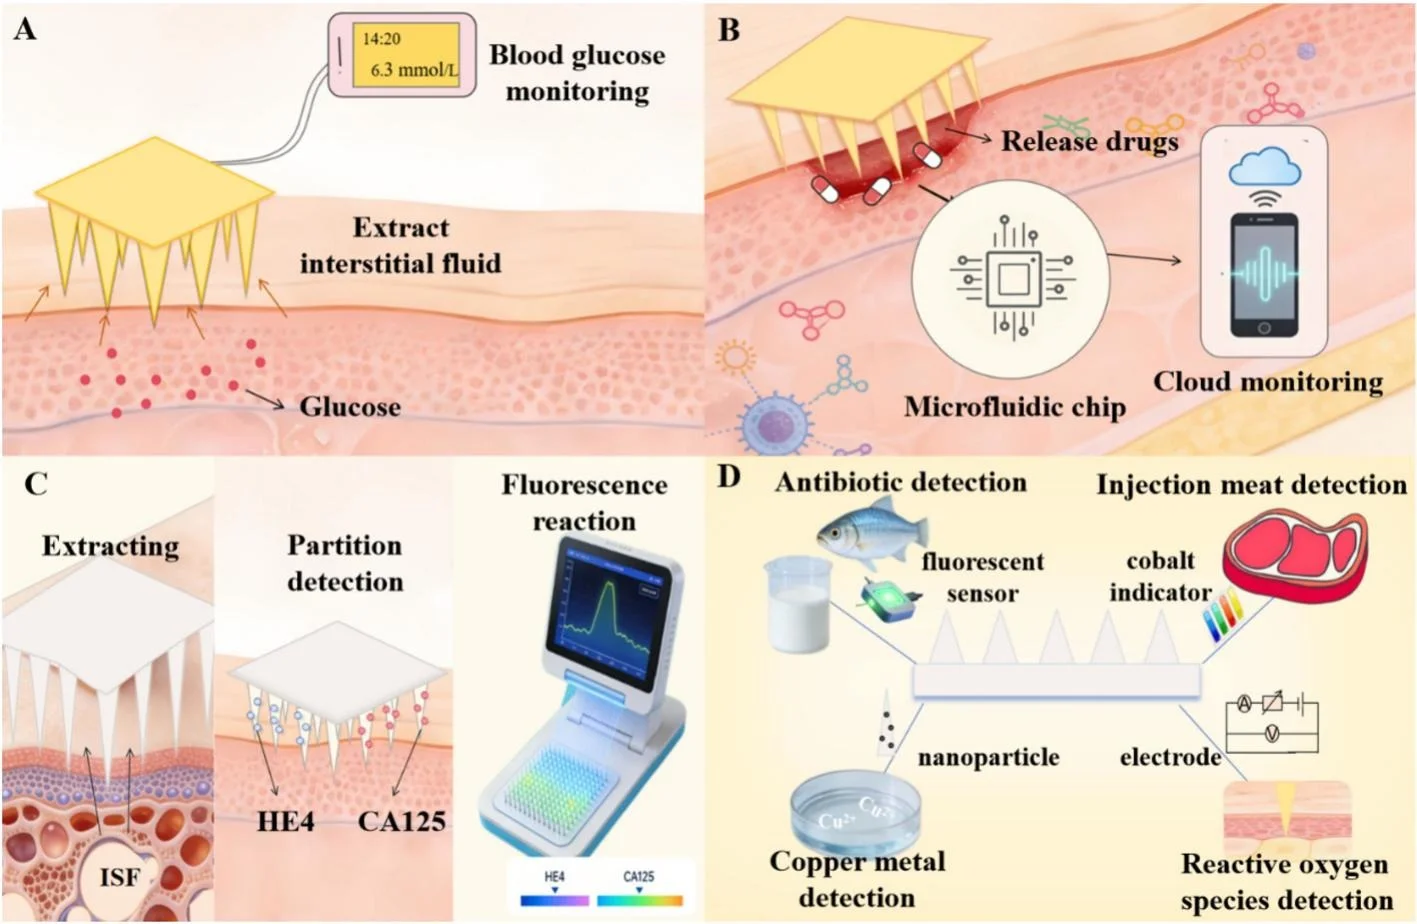 A
14:20
6.3 mmol/L
Blood glucose
monitoring
Extract
interstitial fluid
Glucose
B
Release drugs
Microfluidic chip
Cloud monitoring
C
Extracting
ISF
Partition
detection
HE4
CA125
Fluorescence
reaction
HE4
CA125
D
Antibiotic detection
Injection meat detection
fluorescent
sensor
cobalt
indicator
nanoparticle
electrode
A
V
Cu²⁺
Cu²⁺
Copper metal
detection
Reactive oxygen
species detection